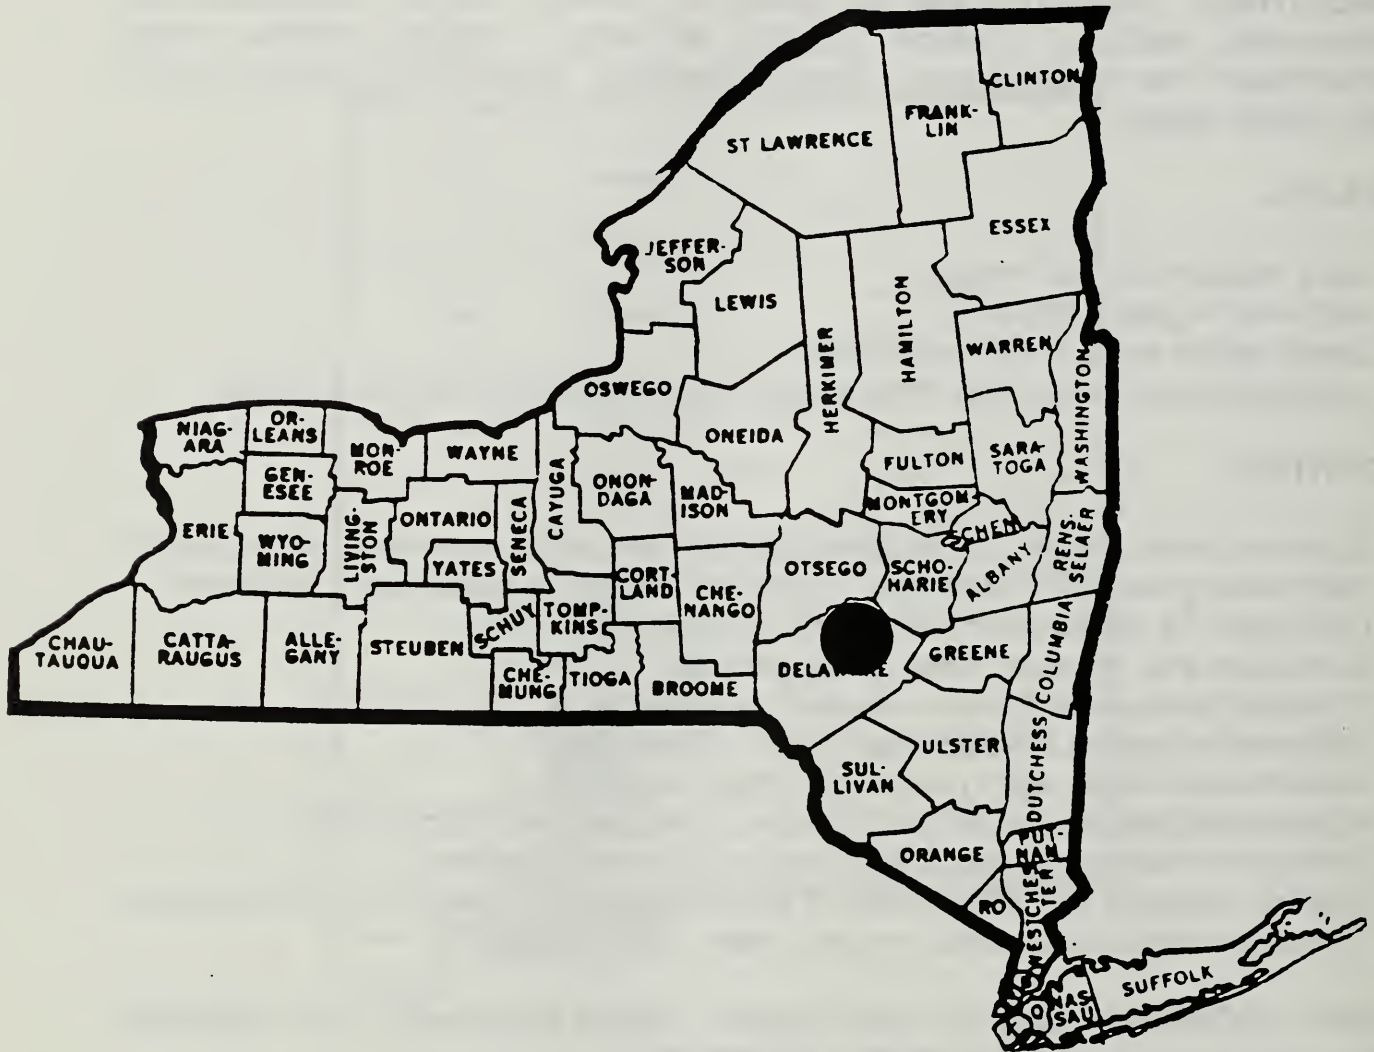 CLINTON
FRANK-
LIN
ST LAWRENCE
ESSEX
JEFFER-
SON
LEWIS
HERKIMER
HAMILTON
WARREN
WASHINGTON
OSWEGO
ONEIDA
FULTON
SARA-
TOGA
NIAG-
ARA
OR-
LEANS
MON-
ROE
WAYNE
CAYUGA
ONON-
DAGA
MAD-
ISON
MONTGOM-
ERY
SCHEN
GEN-
ESEE
ERIE
WYO-
MING
LIVING-
STON
ONTARIO
SENECA
YATES
OTSEGO
SCHO-
HARIE
ALBANY
RENS-
SELAER
CORT-
LAND
CHE-
NANGO
CHAU-
TAUQUA
CATTA-
RAUGUS
ALLE-
GANY
STEUBEN
SCHUY
TOMP-
KINS
CHE-
MUNG
TIOGA
BROOME
DELAWARE
GREENE
COLUMBIA
SUL-
LIVAN
ULSTER
DUTCHESS
ORANGE
PUT-
NAM
RO
WESTCHES
TER
NAS-
SAU
SUFFOLK
Q
K